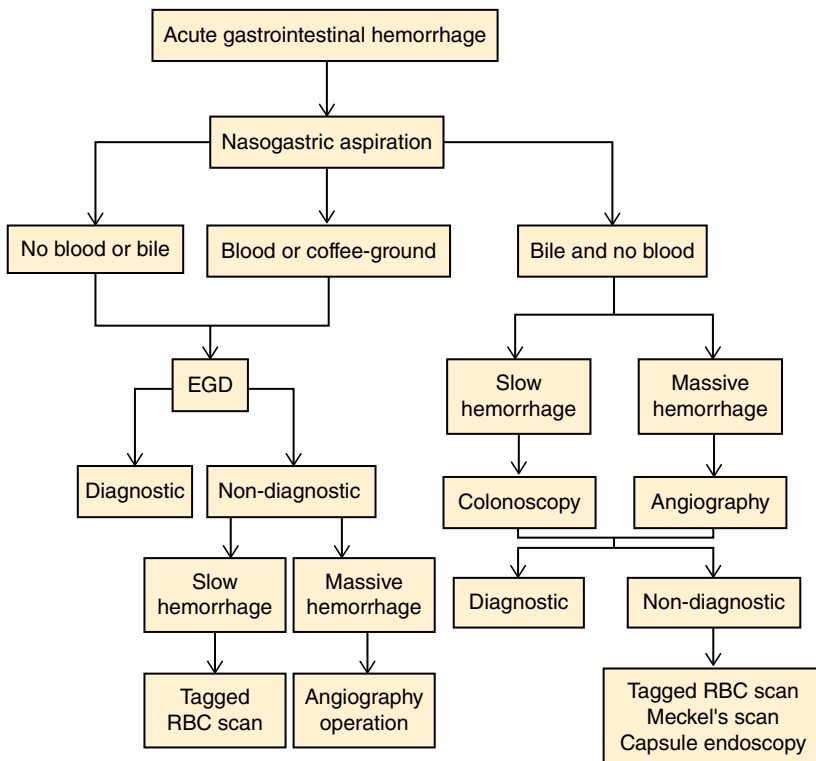 Acute gastrointestinal hemorrhage
Nasogastric aspiration
No blood or bile
Blood or coffee-ground
Bile and no blood
EGD
Slow
hemorrhage
Massive
hemorrhage
Diagnostic
Non-diagnostic
Colonoscopy
Angiography
Slow
hemorrhage
Massive
hemorrhage
Diagnostic
Non-diagnostic
Tagged
RBC scan
Angiography
operation
Tagged RBC scan
Meckel's scan
Capsule endoscopy